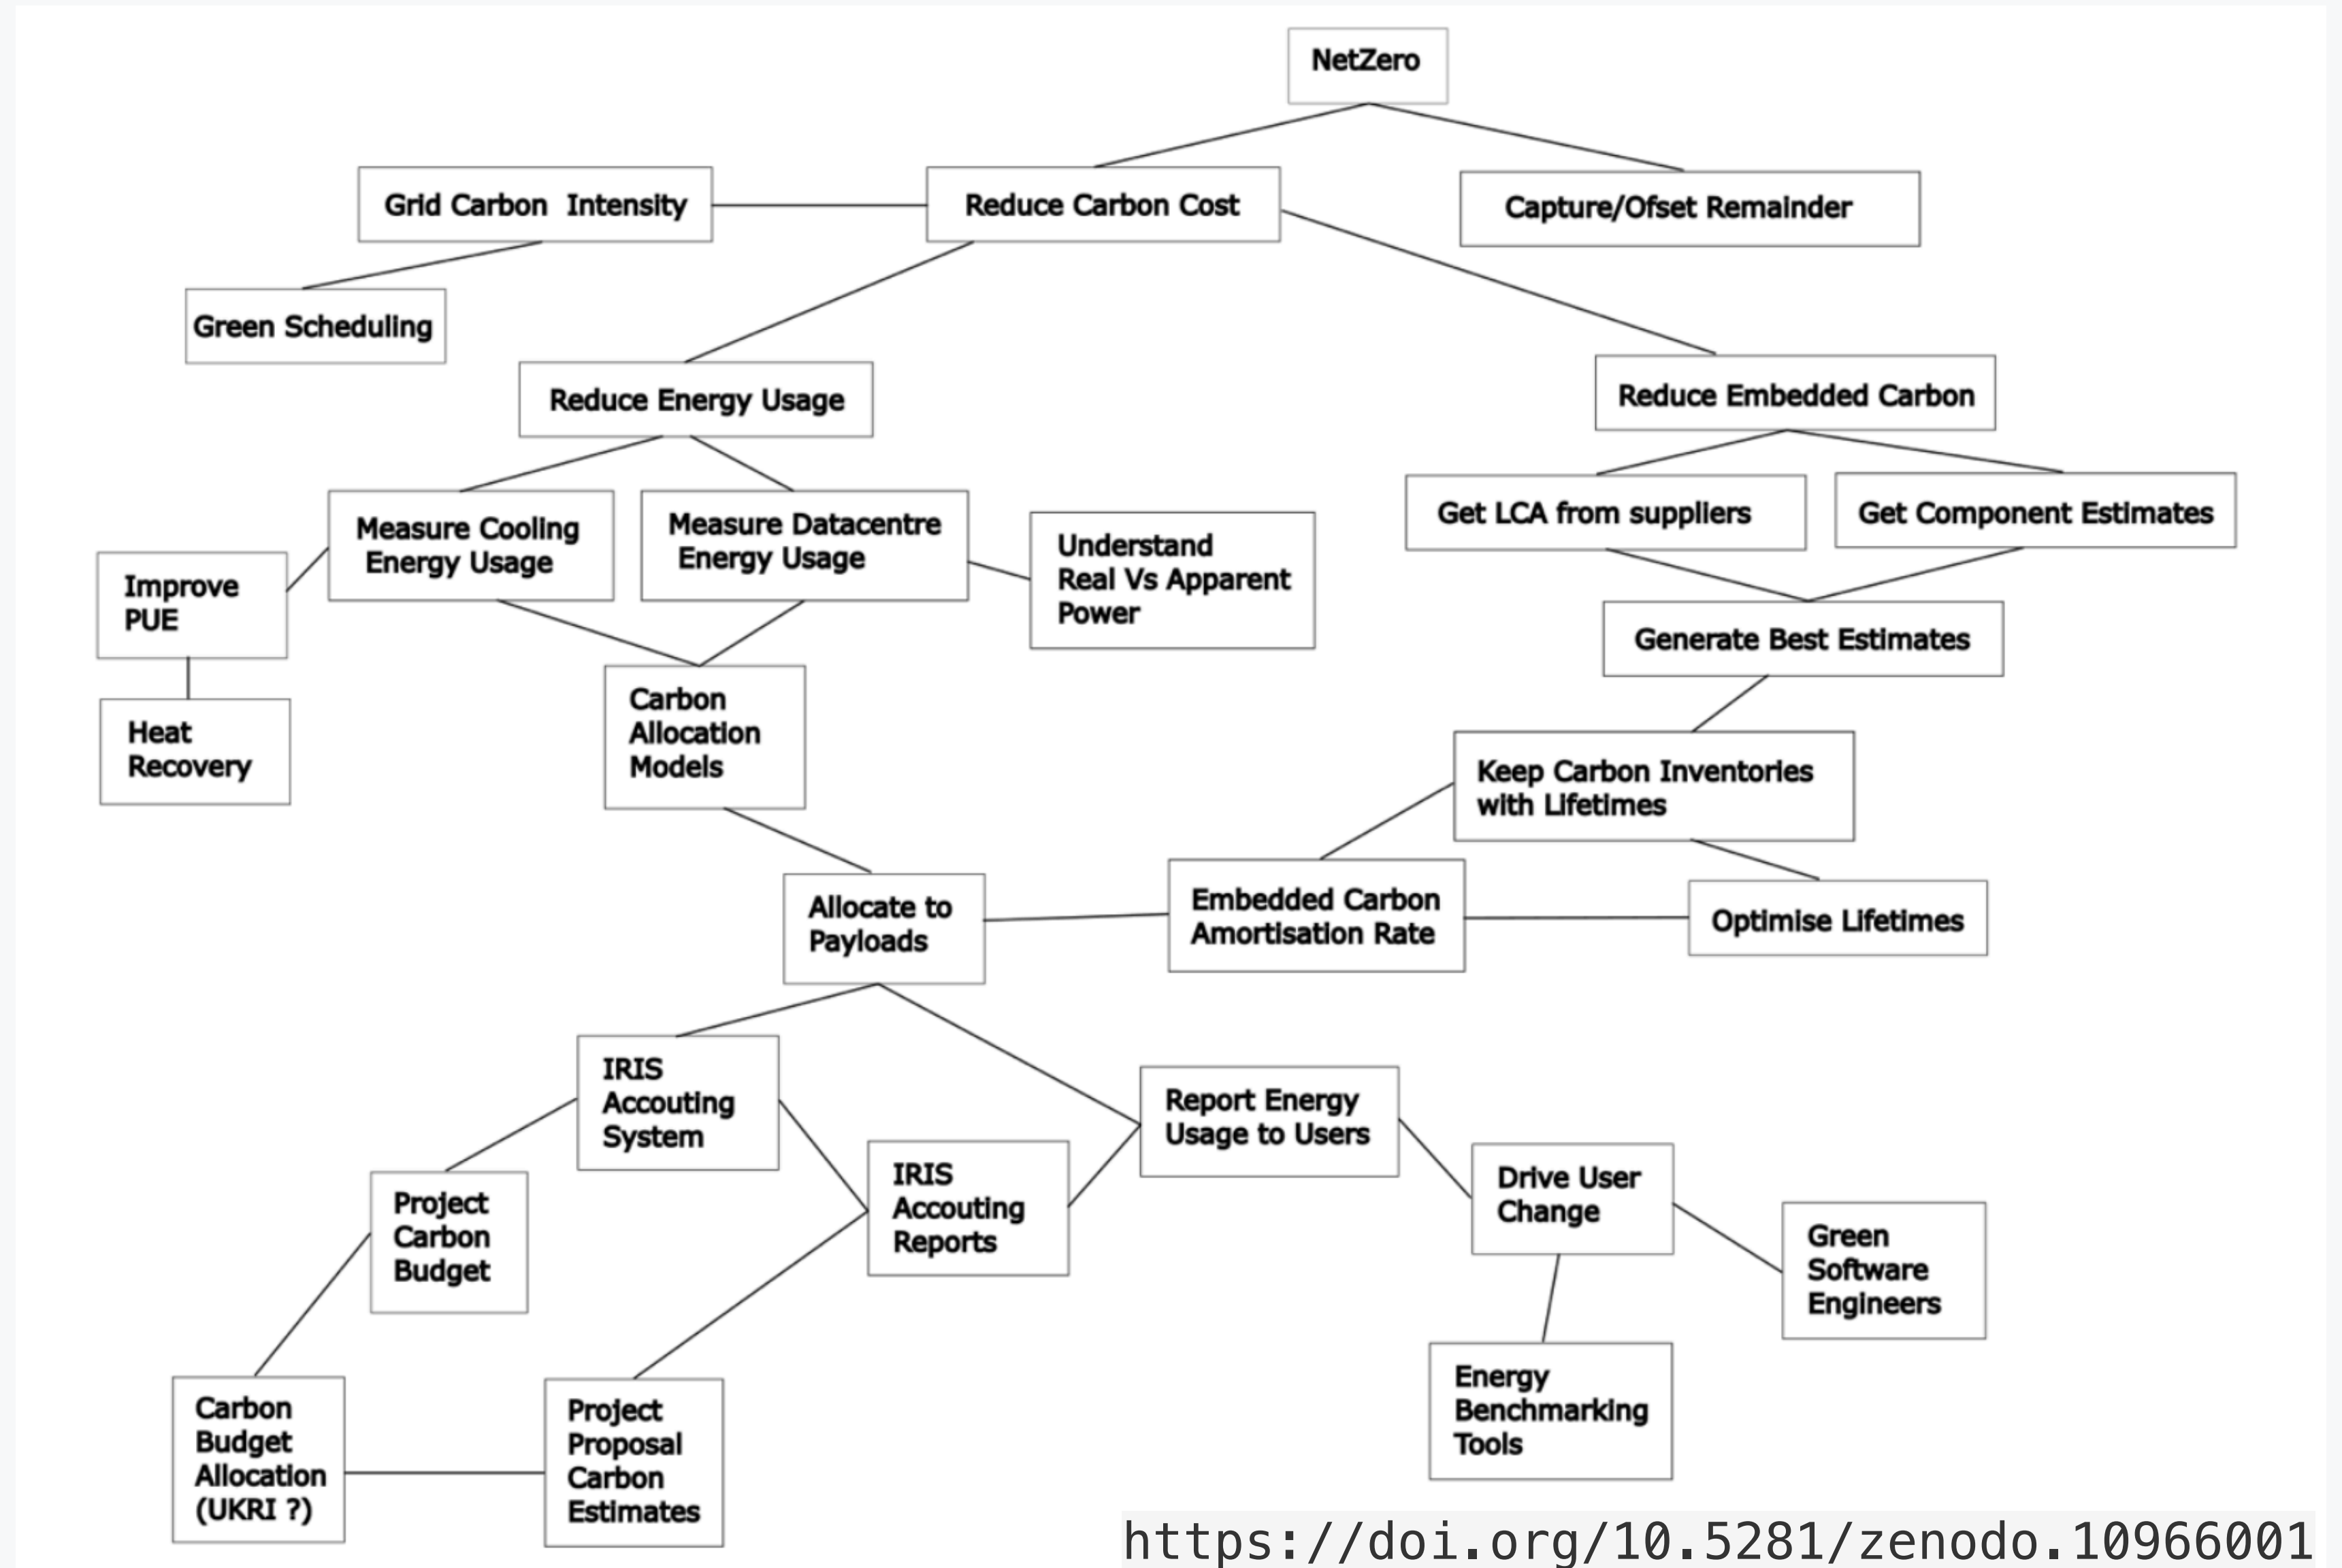 NetZero
Grid Carbon  Intensity
Reduce Carbon Cost
Capture/Ofset Remainder
Green Scheduling
Reduce Energy Usage
Reduce Embedded Carbon
Measure Cooling
Energy Usage
Measure Datacentre
Energy Usage
Understand
Real Vs Apparent
Power
Get LCA from suppliers
Get Component Estimates
Improve
PUE
Generate Best Estimates
Heat
Recovery
Carbon
Allocation
Models
Keep Carbon Inventories
with Lifetimes
Allocate to
Payloads
Embedded Carbon
Amortisation Rate
Optimise Lifetimes
IRIS
Accouting
System
Report Energy
Usage to Users
IRIS
Accouting
Reports
Drive User
Change
Project
Carbon
Budget
Green
Software
Engineers
Energy
Benchmarking
Tools
Carbon
Budget
Allocation
(UKRI ?)
Project
Proposal
Carbon
Estimates
https://doi.org/10.5281/zenodo.10966001